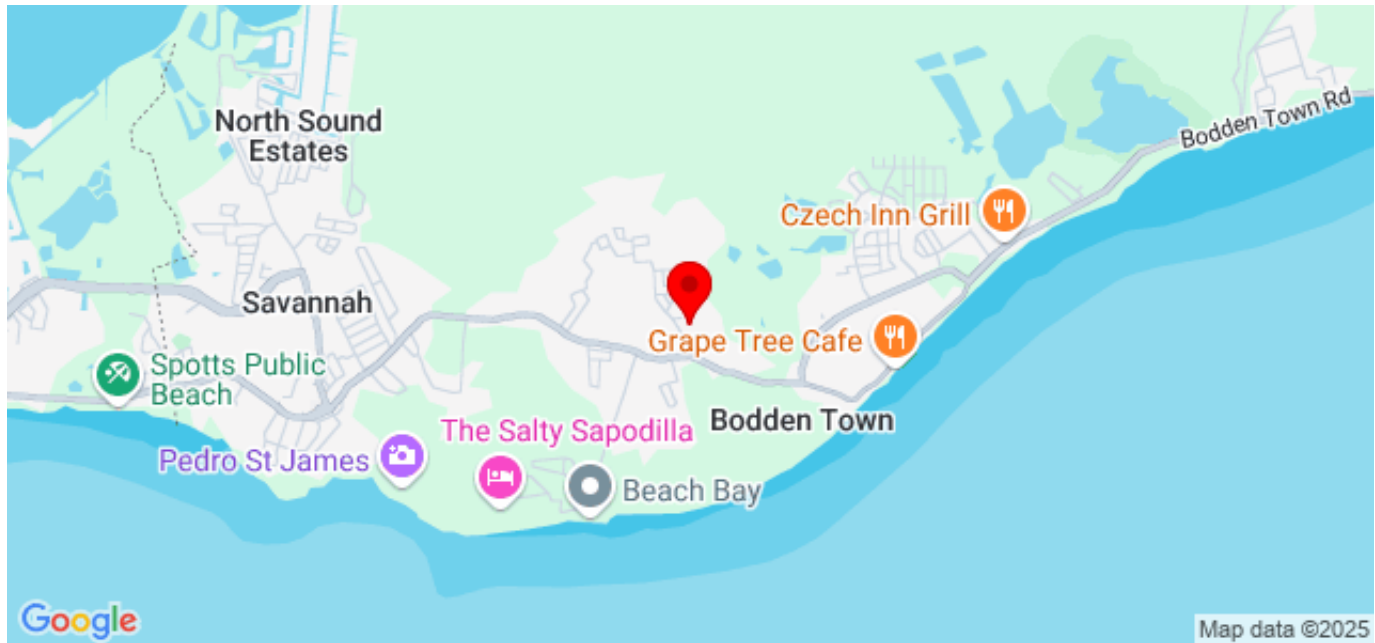 North Sound
Estates
Bodden Town Rd
Czech Inn Grill
Savannah
Grape Tree Cafe
Spotts Public
Beach
Bodden Town
The Salty Sapodilla
Pedro St James
Beach Bay
Google
Map data ©2025